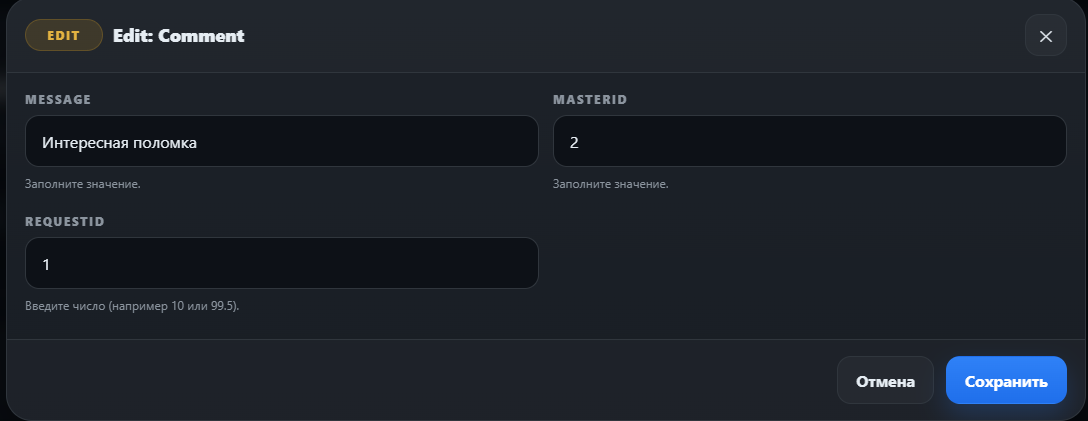 EDIT Edit: Comment
MESSAGE
Интересная поломка
Заполните значение.
MASTERID
2
Заполните значение.
REQUESTID
1
Введите число (например 10 или 99.5).
Отмена Сохранить